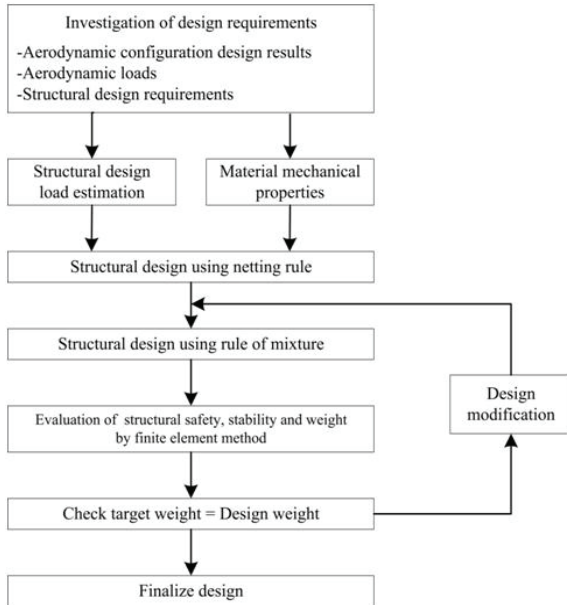 Investigation of design requirements
-Aerodynamic configuration design results
-Aerodynamic loads
-Structural design requirements
Structural design
load estimation
Material mechanical
properties
Structural design using netting rule
Structural design using rule of mixture
Evaluation of structural safety, stability and weight
by finite element method
Design
modification
Check target weight = Design weight
Finalize design